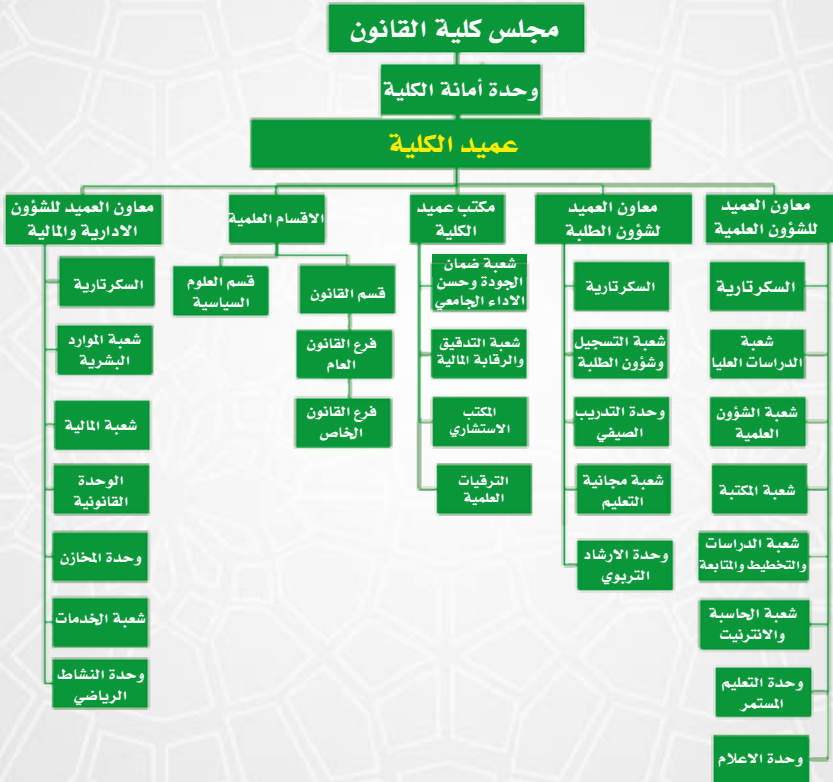 مجلس كلية القانون
وحدة أمانة الكلية
عميد الكلية
معاون العميد
للشؤون العلمية
السكرتارية
شعبة
الدراسات العليا
شعبة الشؤون
العلمية
شعبة المكتبة
شعبة الدراسات
والتخطيط والمتابعة
شعبة الحاسبة
والانترنيت
وحدة التعليم
المستمر
وحدة الاعلام
معاون العميد
لشؤون الطلبة
السكرتارية
شعبة التسجيل
وشؤون الطلبة
وحدة التدريب
الصيفي
شعبة مجانية
التعليم
وحدة الارشاد
التربوي
مكتب عميد
الكلية
شعبة ضمان
الجودة وحسن
الاداء الجامعي
شعبة التدقيق
والرقابة المالية
المكتب
الاستشاري
الترقيات
العلمية
الاقسام العلمية
قسم القانون
فرع القانون
العام
فرع القانون
الخاص
قسم العلوم
السياسية
معاون العميد للشؤون
الادارية والمالية
السكرتارية
شعبة الموارد
البشرية
شعبة المالية
الوحدة
القانونية
وحدة المخازن
شعبة الخدمات
وحدة النشاط
الرياضي